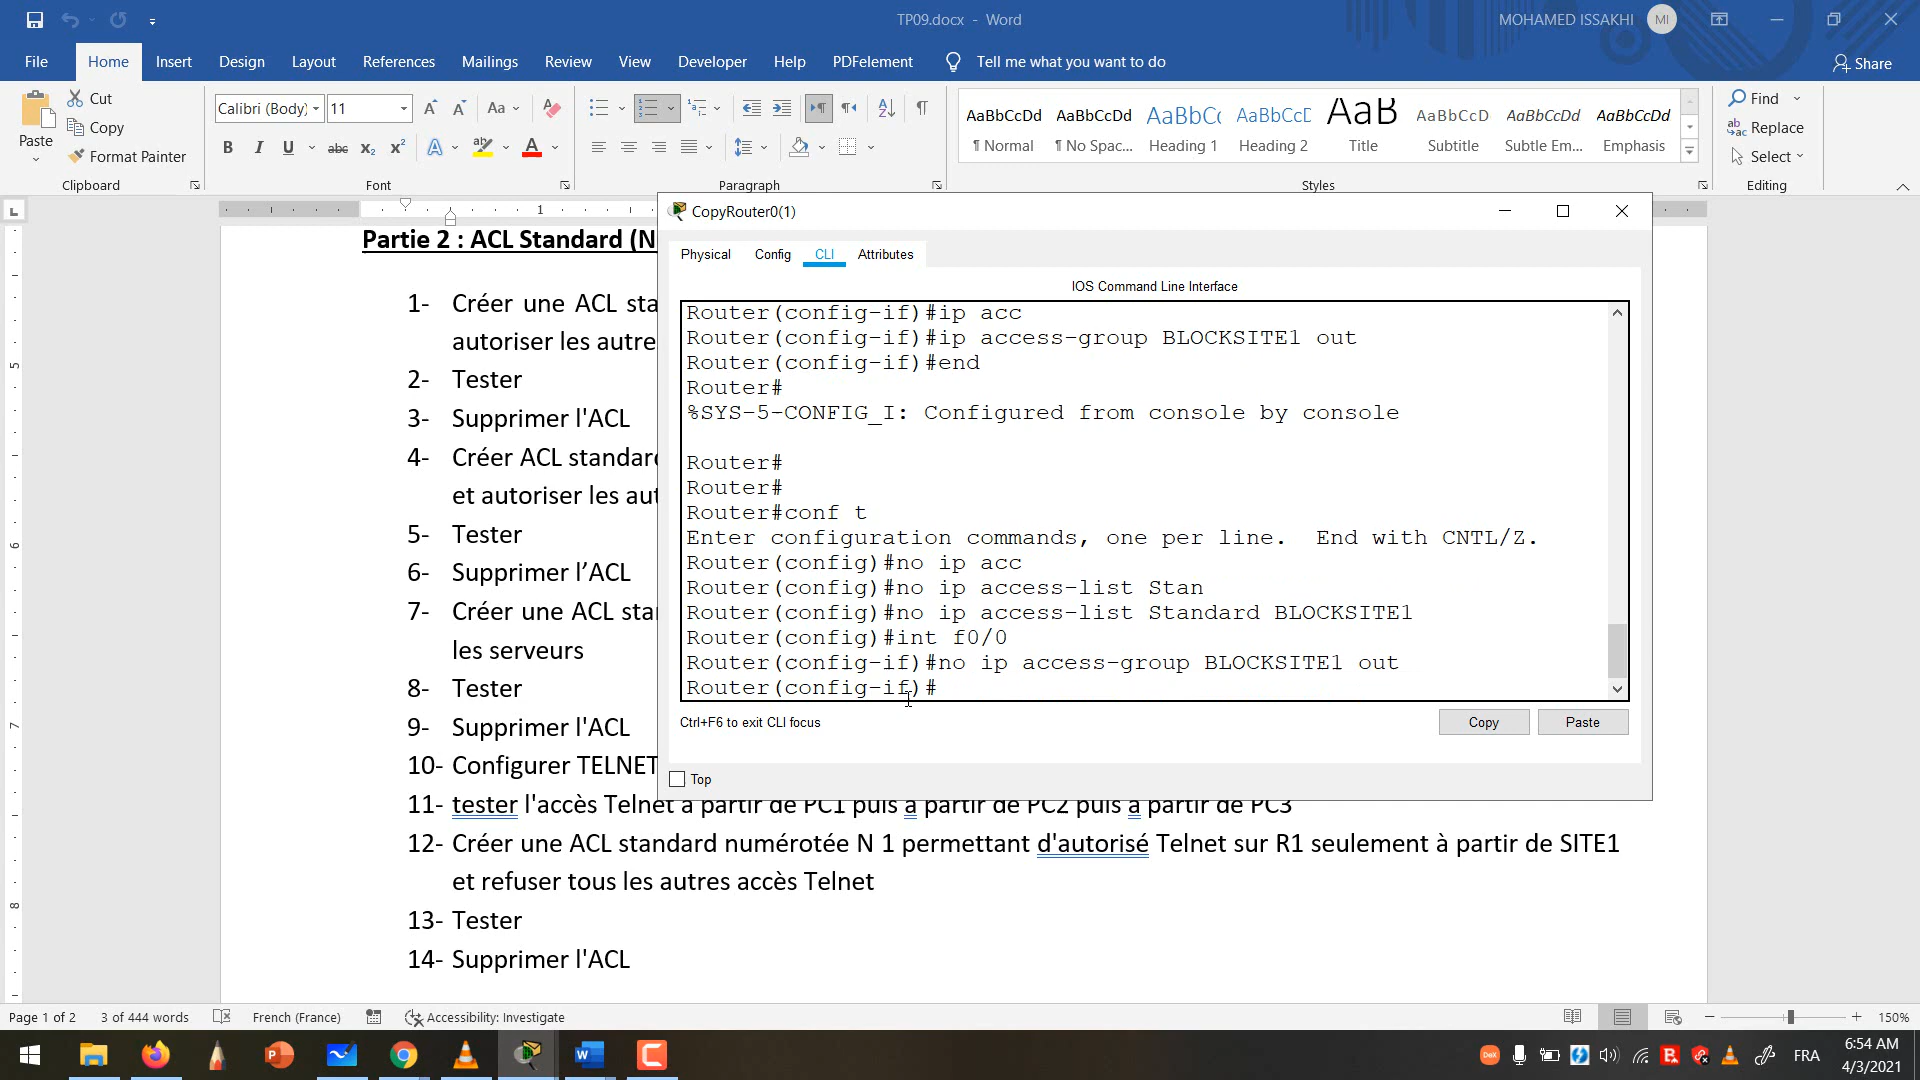 TP09.docx - Word
MOHAMED ISSAKHI
MI
File
Home
Insert
Design
Layout
References
Mailings
Review
View
Developer
Help
PDFelement
Tell me what you want to do
Share
Paste
Cut
Copy
Format Painter
Clipboard
Calibri (Body)
11
Font
Paragraph
AaBbCcDd
¶ Normal
AaBbCcDd
¶ No Spac...
AaBbC(
Heading 1
AaBbCcE
Heading 2
AaB
Title
AaBbCcD
Subtitle
AaBbCcDd
Subtle Em...
AaBbCcDd
Emphasis
Styles
Find
Replace
Select
Editing
Partie 2 : ACL Standard (N
1- Créer une ACL sta
autoriser les autre
2- Tester
3- Supprimer l'ACL
4- Créer ACL standard
et autoriser les aut
5- Tester
6- Supprimer l’ACL
7- Créer une ACL star
les serveurs
8- Tester
9- Supprimer l'ACL
10- Configurer TELNET
11- tester l'accès Telnet à partir de PC1 puis à partir de PC2 puis à partir de PC3
12- Créer une ACL standard numérotée N 1 permettant d'autorisé Telnet sur R1 seulement à partir de SITE1
et refuser tous les autres accès Telnet
13- Tester
14- Supprimer l'ACL
CopyRouter0(1)
Physical
Config
CLI
Attributes
IOS Command Line Interface
Router(config-if)#ip acc
Router(config-if)#ip access-group BLOCKSITE1 out
Router(config-if)#end
Router#
%SYS-5-CONFIG_I: Configured from console by console
Router#
Router#
Router#conf t
Enter configuration commands, one per line.  End with CNTL/Z.
Router(config)#no ip acc
Router(config)#no ip access-list Stan
Router(config)#no ip access-list Standard BLOCKSITE1
Router(config)#int f0/0
Router(config-if)#no ip access-group BLOCKSITE1 out
Router(config-if)#
Ctrl+F6 to exit CLI focus
Copy
Paste
Top
Page 1 of 2
3 of 444 words
French (France)
Accessibility: Investigate
150%
FRA
6:54 AM
4/3/2021